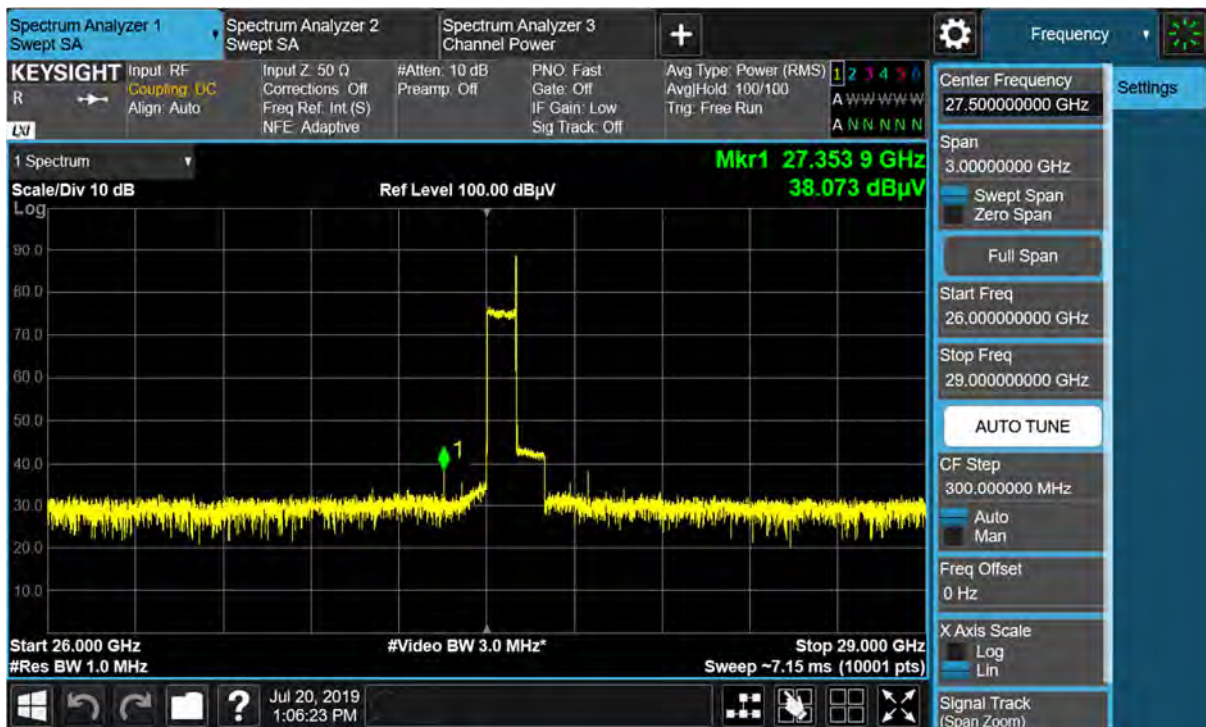 Spectrum Analyzer 1
Swept SA
Spectrum Analyzer 2
Swept SA
Spectrum Analyzer 3
Channel Power
+
Frequency
KEYSIGHT
R
LXI
Input: RF
Coupling: DC
Align: Auto
Input Z: 50 Ω
Corrections: Off
Freq Ref: Int (S)
NFE: Adaptive
#Atten: 10 dB
Preamp: Off
PNO: Fast
Gate: Off
IF Gain: Low
Sig Track: Off
Avg Type: Power (RMS)
Avg|Hold: 100/100
Trig: Free Run
1 2 3 4 5 6
A W W W W W
A N N N N N
1 Spectrum
Scale/Div 10 dB
Ref Level 100.00 dBµV
Mkr1 27.353 9 GHz
38.073 dBµV
Log
90.0
80.0
70.0
60.0
50.0
40.0
30.0
20.0
10.0
1
Start 26.000 GHz
#Res BW 1.0 MHz
#Video BW 3.0 MHz*
Stop 29.000 GHz
Sweep ~7.15 ms (10001 pts)
?
Jul 20, 2019
1:06:23 PM
Center Frequency
27.500000000 GHz
Settings
Span
3.00000000 GHz
Swept Span
Zero Span
Full Span
Start Freq
26.000000000 GHz
Stop Freq
29.000000000 GHz
AUTO TUNE
CF Step
300.000000 MHz
Auto
Man
Freq Offset
0 Hz
X Axis Scale
Log
Lin
Signal Track
(Span Zoom)